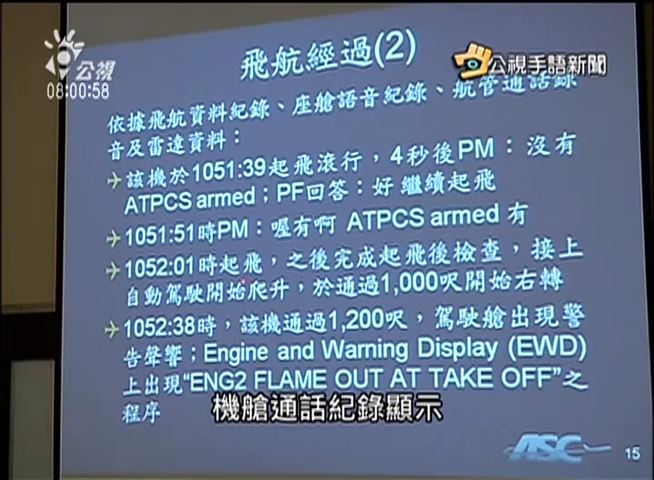 公視
08:00:58
公視手語新聞
飛航經過(2)
依據飛航資料紀錄、座艙語音紀錄、航管通話錄
音及雷達資料：
該機於1051:39起飛滾行，4秒後PM：沒有
ATPCS armed；PF回答：好 繼續起飛
1051:51時PM：喔有啊 ATPCS armed 有
1052:01時起飛，之後完成起飛後檢查，接上
自動駕駛開始爬升，於通過1,000呎開始右轉
1052:38時，該機通過1,200呎，駕駛艙出現警
告聲響；Engine and Warning Display (EWD)
上出現“ENG2 FLAME OUT AT TAKE OFF”之
程序
機艙通話紀錄顯示
ASC
15